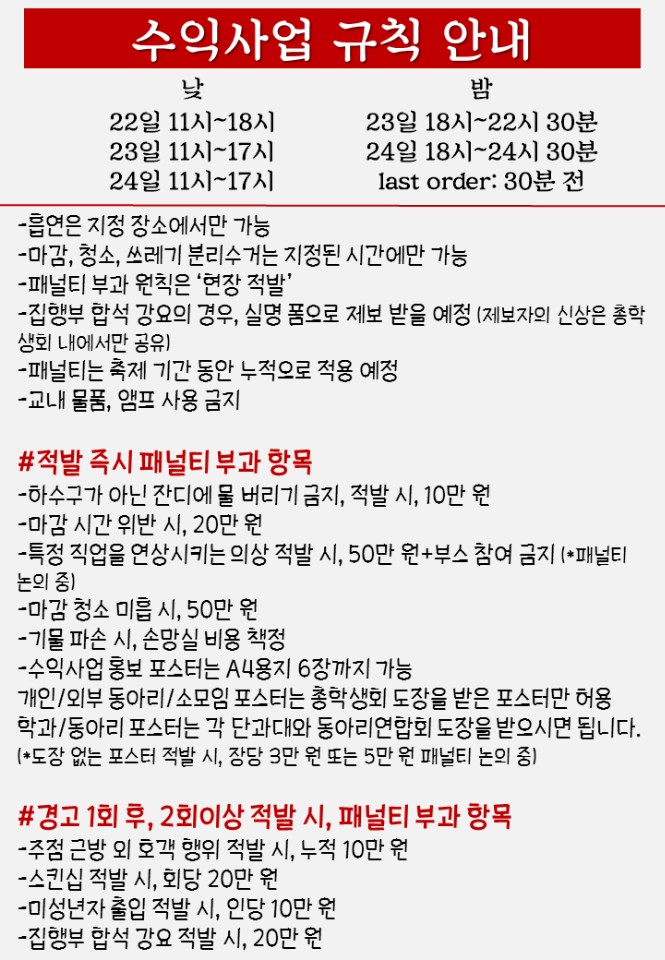 수익사업 규칙 안내
낮
22일 11시~18시
23일 11시~17시
24일 11시~17시
밤
23일 18시~22시 30분
24일 18시~24시 30분
last order: 30분 전
-흡연은 지정 장소에서만 가능
-마감, 청소, 쓰레기 분리수거는 지정된 시간에만 가능
-패널티 부과 원칙은 ‘현장 적발’
-집행부 합석 강요의 경우, 실명 폼으로 제보 받을 예정 (제보자의 신상은 총학
생회 내에서만 공유)
-패널티는 축제 기간 동안 누적으로 적용 예정
-교내 물품, 앰프 사용 금지
#적발 즉시 패널티 부과 항목
-하수구가 아닌 잔디에 물 버리기 금지, 적발 시, 10만 원
-마감 시간 위반 시, 20만 원
-특정 직업을 연상시키는 의상 적발 시, 50만 원+부스 참여 금지 (*패널티
논의 중)
-마감 청소 미흡 시, 50만 원
-기물 파손 시, 손망실 비용 책정
-수익사업 홍보 포스터는 A4용지 6장까지 가능
개인/외부 동아리/소모임 포스터는 총학생회 도장을 받은 포스터만 허용
학과/동아리 포스터는 각 단과대와 동아리연합회 도장을 받으시면 됩니다.
(*도장 없는 포스터 적발 시, 장당 3만 원 또는 5만 원 패널티 논의 중)
#경고 1회 후, 2회이상 적발 시, 패널티 부과 항목
-주점 근방 외 호객 행위 적발 시, 누적 10만 원
-스킨십 적발 시, 회당 20만 원
-미성년자 출입 적발 시, 인당 10만 원
-집행부 합석 강요 적발 시, 20만 원